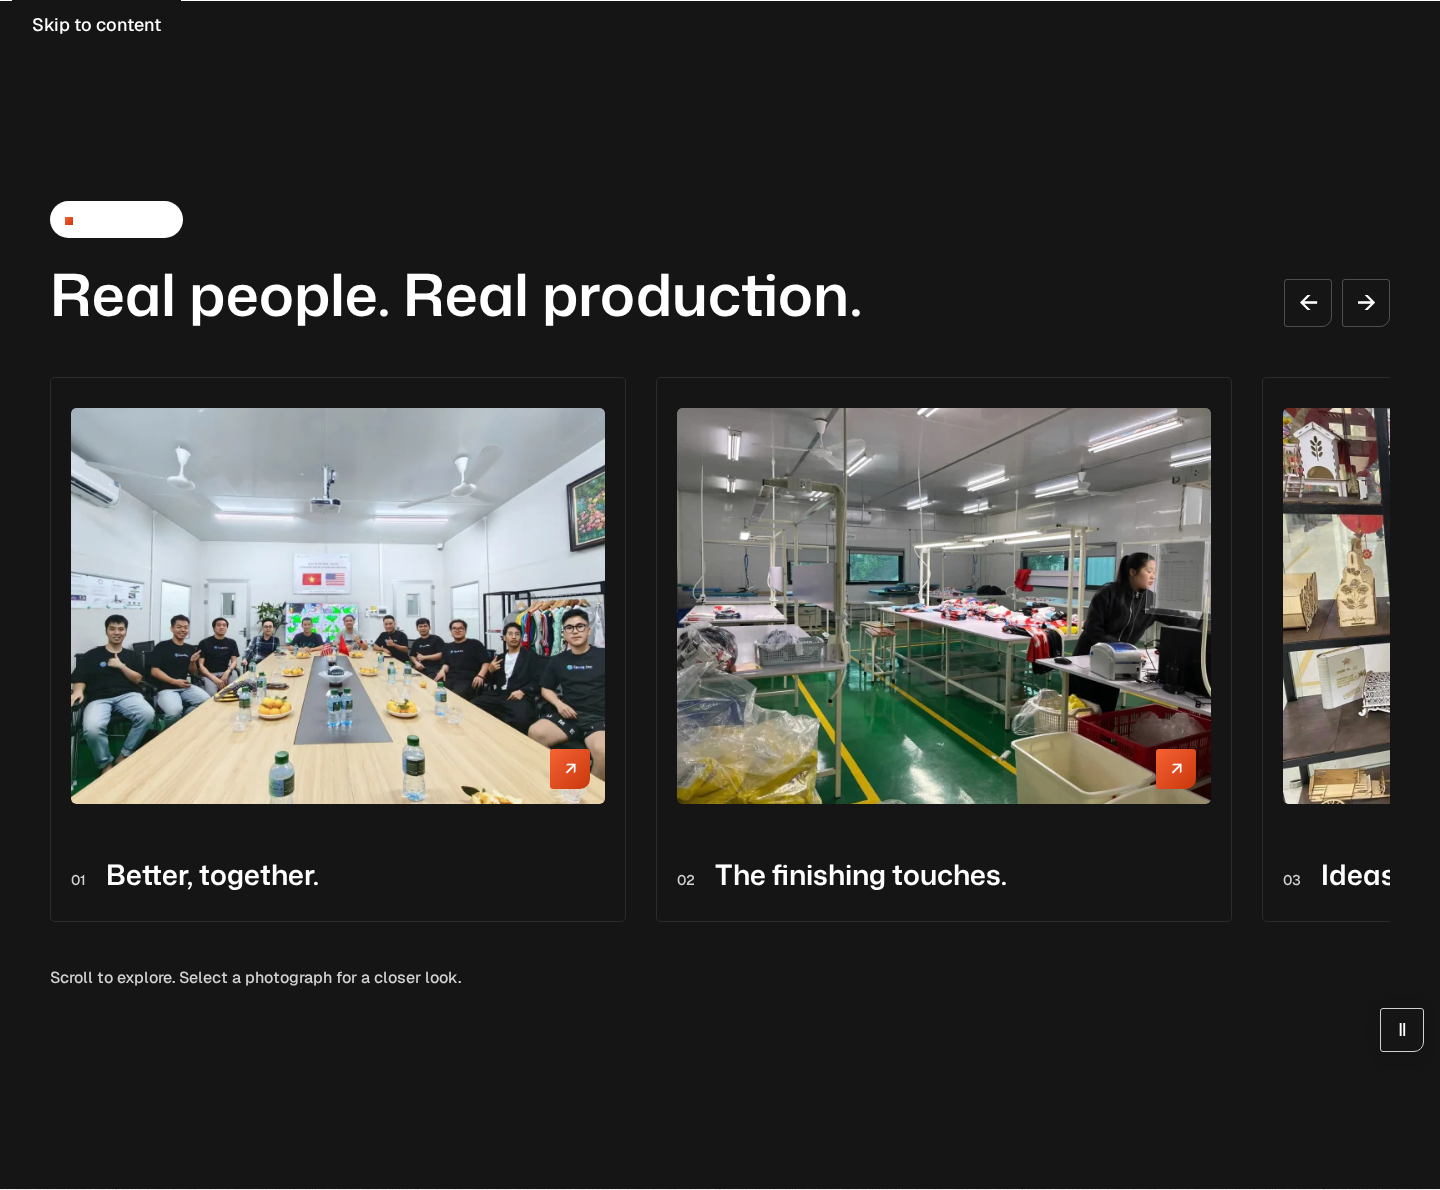 Skip to content
Real people. Real production.
01 Better, together.
02 The finishing touches.
03 Ideas
Scroll to explore. Select a photograph for a closer look.